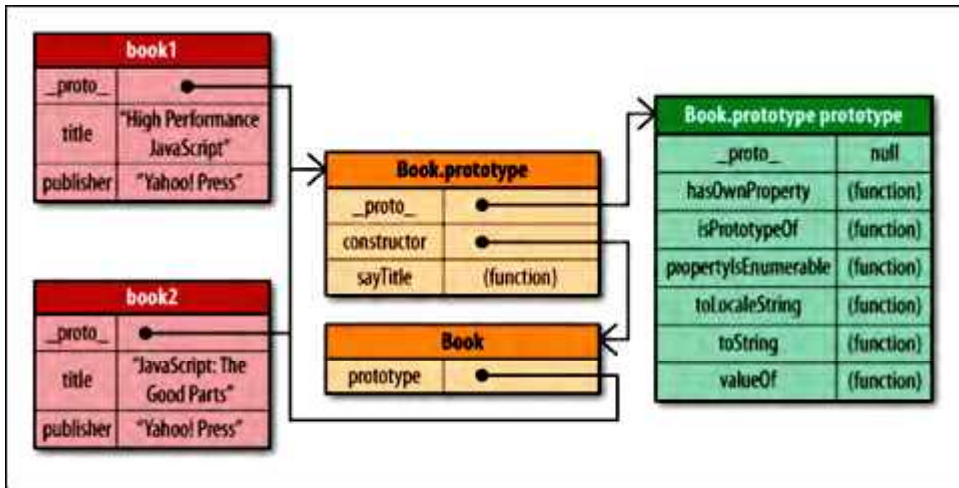 book1
_proto_
title
"High Performance
JavaScript"
publisher
"Yahoo! Press"
book2
_proto_
title
"JavaScript: The
Good Parts"
publisher
"Yahoo! Press"
Book.prototype
_proto_
constructor
sayTitle
(function)
Book
prototype
Book.prototype prototype
_proto_
null
hasOwnProperty
(function)
isPrototypeOf
(function)
propertyIsEnumerable
(function)
toLocaleString
(function)
toString
(function)
valueOf
(function)